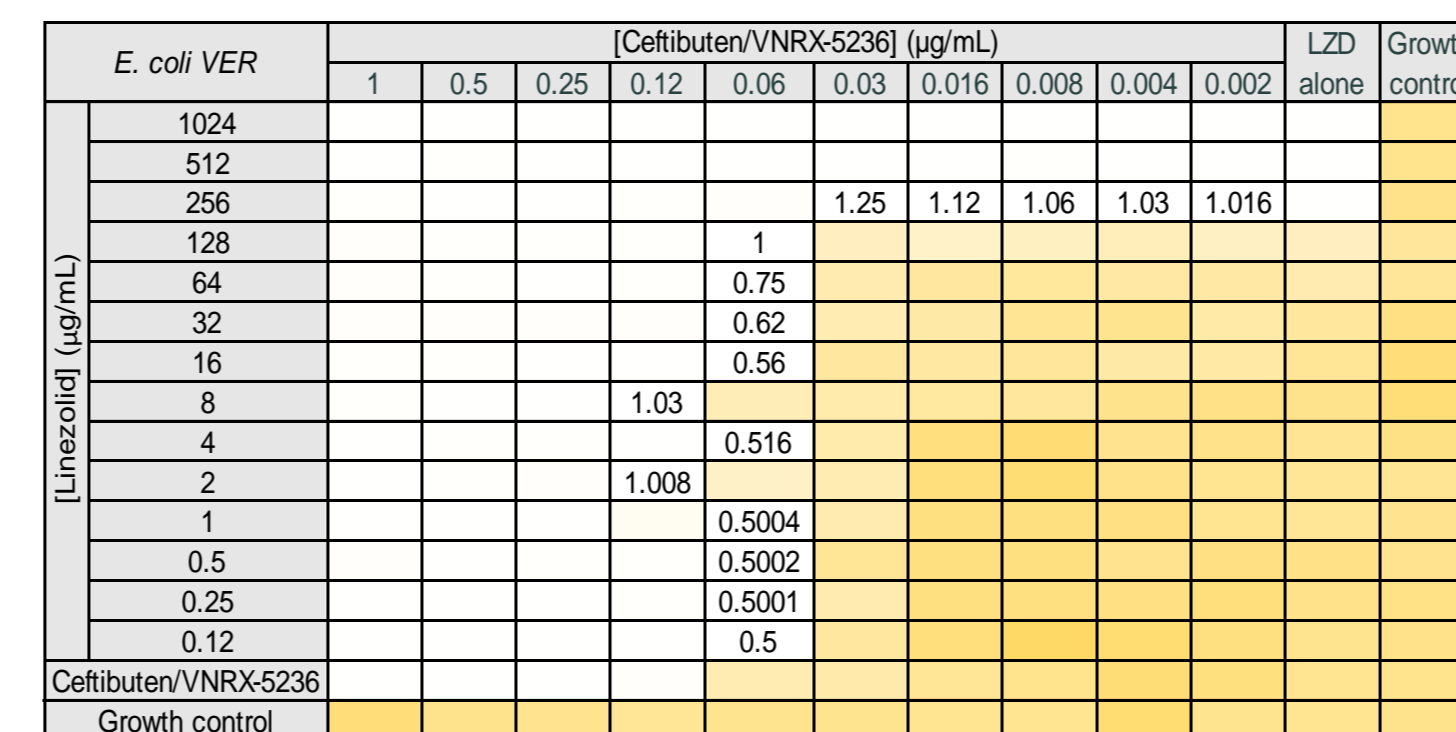 E. coli VER [Ceftibuten/VNRX-5236] (µg/mL) LZD alone Growt contro
1 0.5 0.25 0.12 0.06 0.03 0.016 0.008 0.004 0.002
[Linezolid] (µg/mL)
1024
512
256 1.25 1.12 1.06 1.03 1.016
128 1
64 0.75
32 0.62
16 0.56
8 1.03
4 0.516
2 1.008
1 0.5004
0.5 0.5002
0.25 0.5001
0.12 0.5
Ceftibuten/VNRX-5236
Growth control